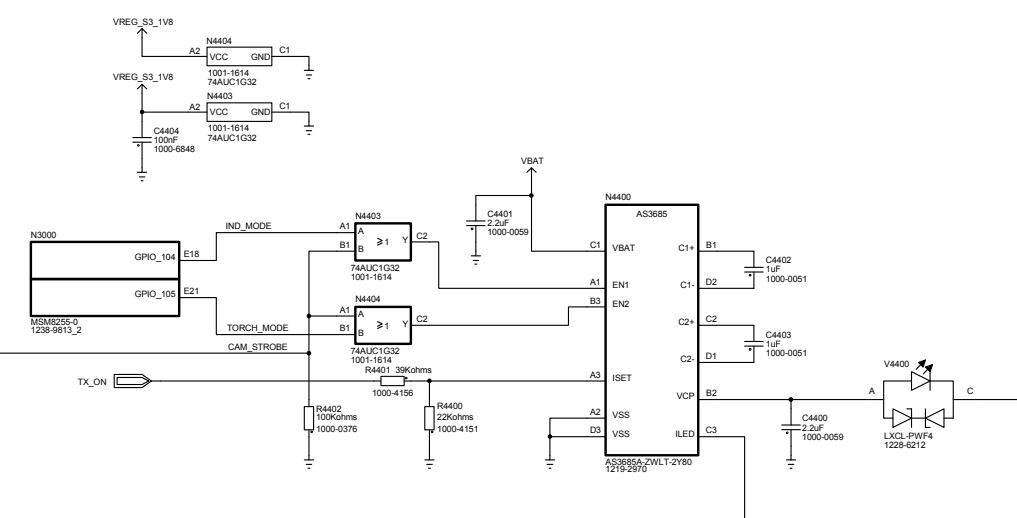 VREG_S3_1V8
N4404
A2
VCC
GND
C1
1001-1614
74AUC1G32
VREG_S3_1V8
N4403
A2
VCC
GND
C1
1001-1614
74AUC1G32
C4404
100nF
1000-6848
VBAT
C4401
2.2uF
1000-0059
N3000
GPIO_104
E18
GPIO_105
E21
MSM8255-0
1238-9813_2
IND_MODE
TORCH_MODE
CAM_STROBE
N4403
A1
A
B1
B
≥1
Y
C2
74AUC1G32
1001-1614
N4404
A1
A
B1
B
≥1
Y
C2
74AUC1G32
1001-1614
TX_ON
R4401 39Kohms
1000-4156
R4402
100Kohms
1000-0376
R4400
22Kohms
1000-4151
N4400
AS3685
C1
VBAT
C1+
B1
A1
EN1
C1-
D2
B3
EN2
C2+
C2
C2-
D1
A3
ISET
VCP
B2
A2
VSS
D3
VSS
ILED
C3
AS3685A-ZWLT-2Y80
1219-2970
C4402
1uF
1000-0051
C4403
1uF
1000-0051
C4400
2.2uF
1000-0059
V4400
A
C
LXCL-PWF4
1228-6212